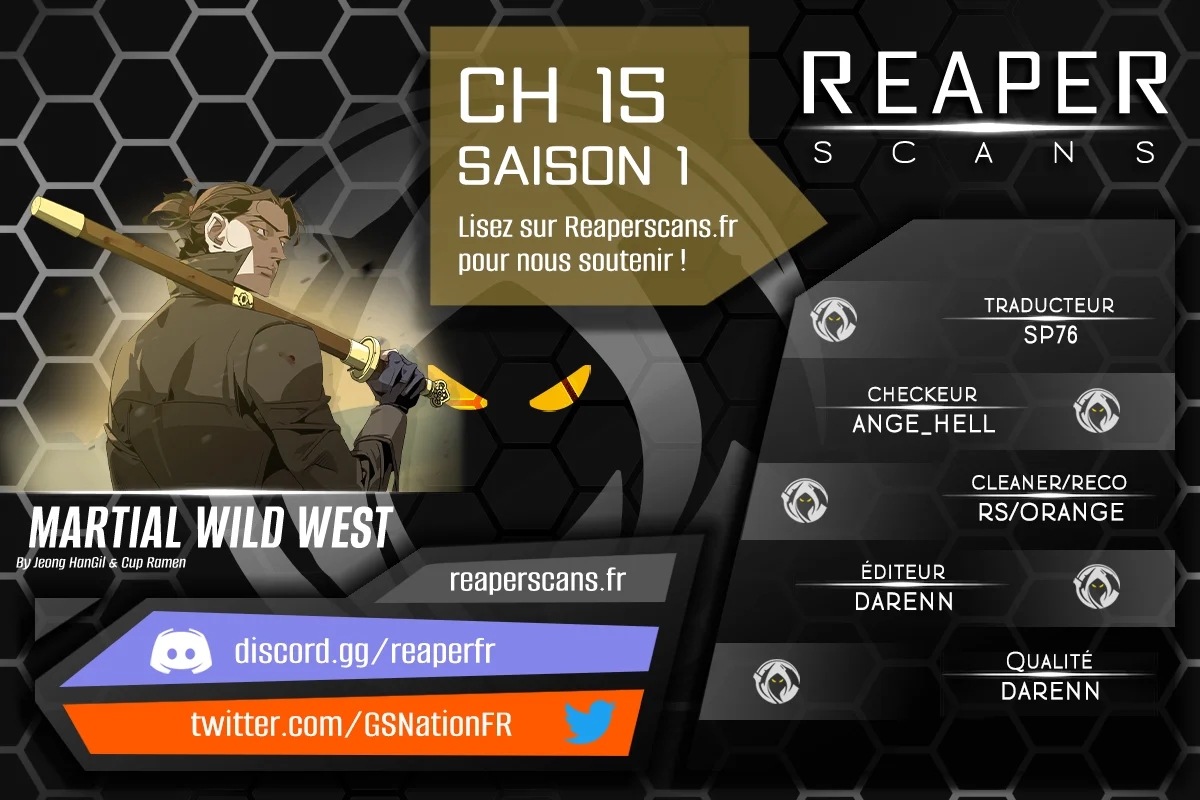 CH 15
SAISON 1
Lisez sur Reaperscans.fr
pour nous soutenir !
REAPER
SCANS
TRADUCTEUR
SP76
CHECKEUR
ANGE_HELL
CLEANER/RECO
RS/ORANGE
ÉDITEUR
DARENN
QUALITÉ
DARENN
MARTIAL WILD WEST
By Jeong HanGil & Cup Ramen
reaperscans.fr
discord.gg/reaperfr
twitter.com/GSNationFR